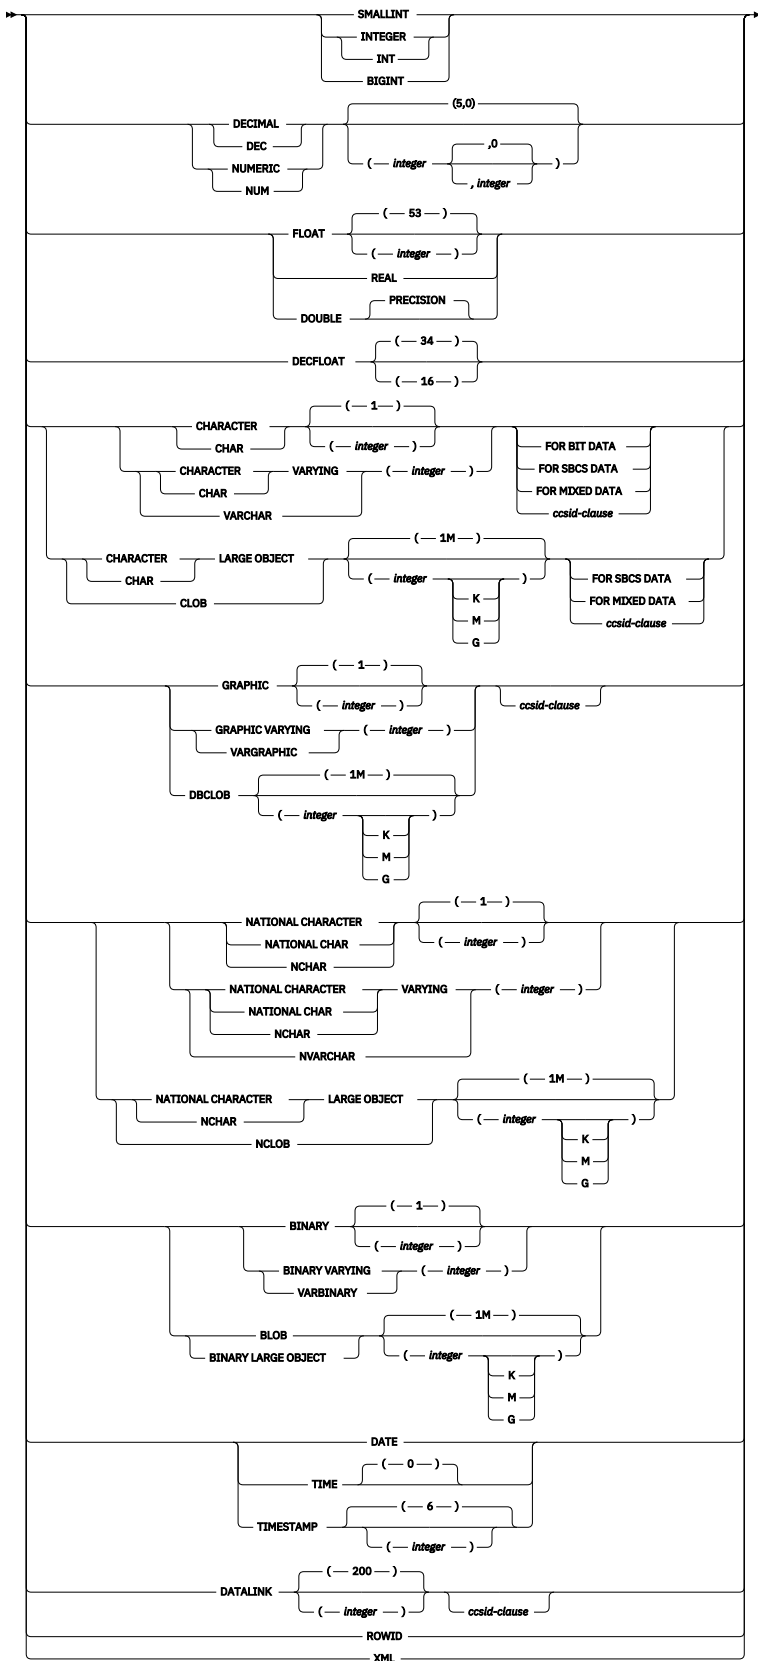 SMALLINT
INTEGER
INT
BIGINT
(5,0)
DECIMAL
DEC
,0
NUMERIC ( integer )
, integer
NUM
( 53 )
FLOAT
( integer )
REAL
PRECISION
DOUBLE
( 34 )
DECFLOAT
( 16 )
( 1 )
CHARACTER
CHAR ( integer ) FOR BIT DATA
CHARACTER VARYING ( integer ) FOR SBCS DATA
CHAR FOR MIXED DATA
VARCHAR ccsid-clause
( 1M )
CHARACTER LARGE OBJECT
CHAR ( integer ) FOR SBCS DATA
CLOB K FOR MIXED DATA
M ccsid-clause
G
( 1 )
GRAPHIC
( integer ) ccsid-clause
GRAPHIC VARYING ( integer )
VARGRAPHIC
( 1M )
DBCLOB
( integer )
K
M
G
( 1 )
NATIONAL CHARACTER
NATIONAL CHAR ( integer )
NCHAR
NATIONAL CHARACTER VARYING ( integer )
NATIONAL CHAR
NCHAR
NVARCHAR
( 1M )
NATIONAL CHARACTER LARGE OBJECT
NCHAR ( integer )
NCLOB K
M
G
( 1 )
BINARY
( integer )
BINARY VARYING ( integer )
VARBINARY
( 1M )
BLOB
BINARY LARGE OBJECT ( integer )
K
M
G
DATE
( 0 )
TIME
( 6 )
TIMESTAMP
( integer )
( 200 )
DATALINK
( integer ) ccsid-clause
ROWID
XML